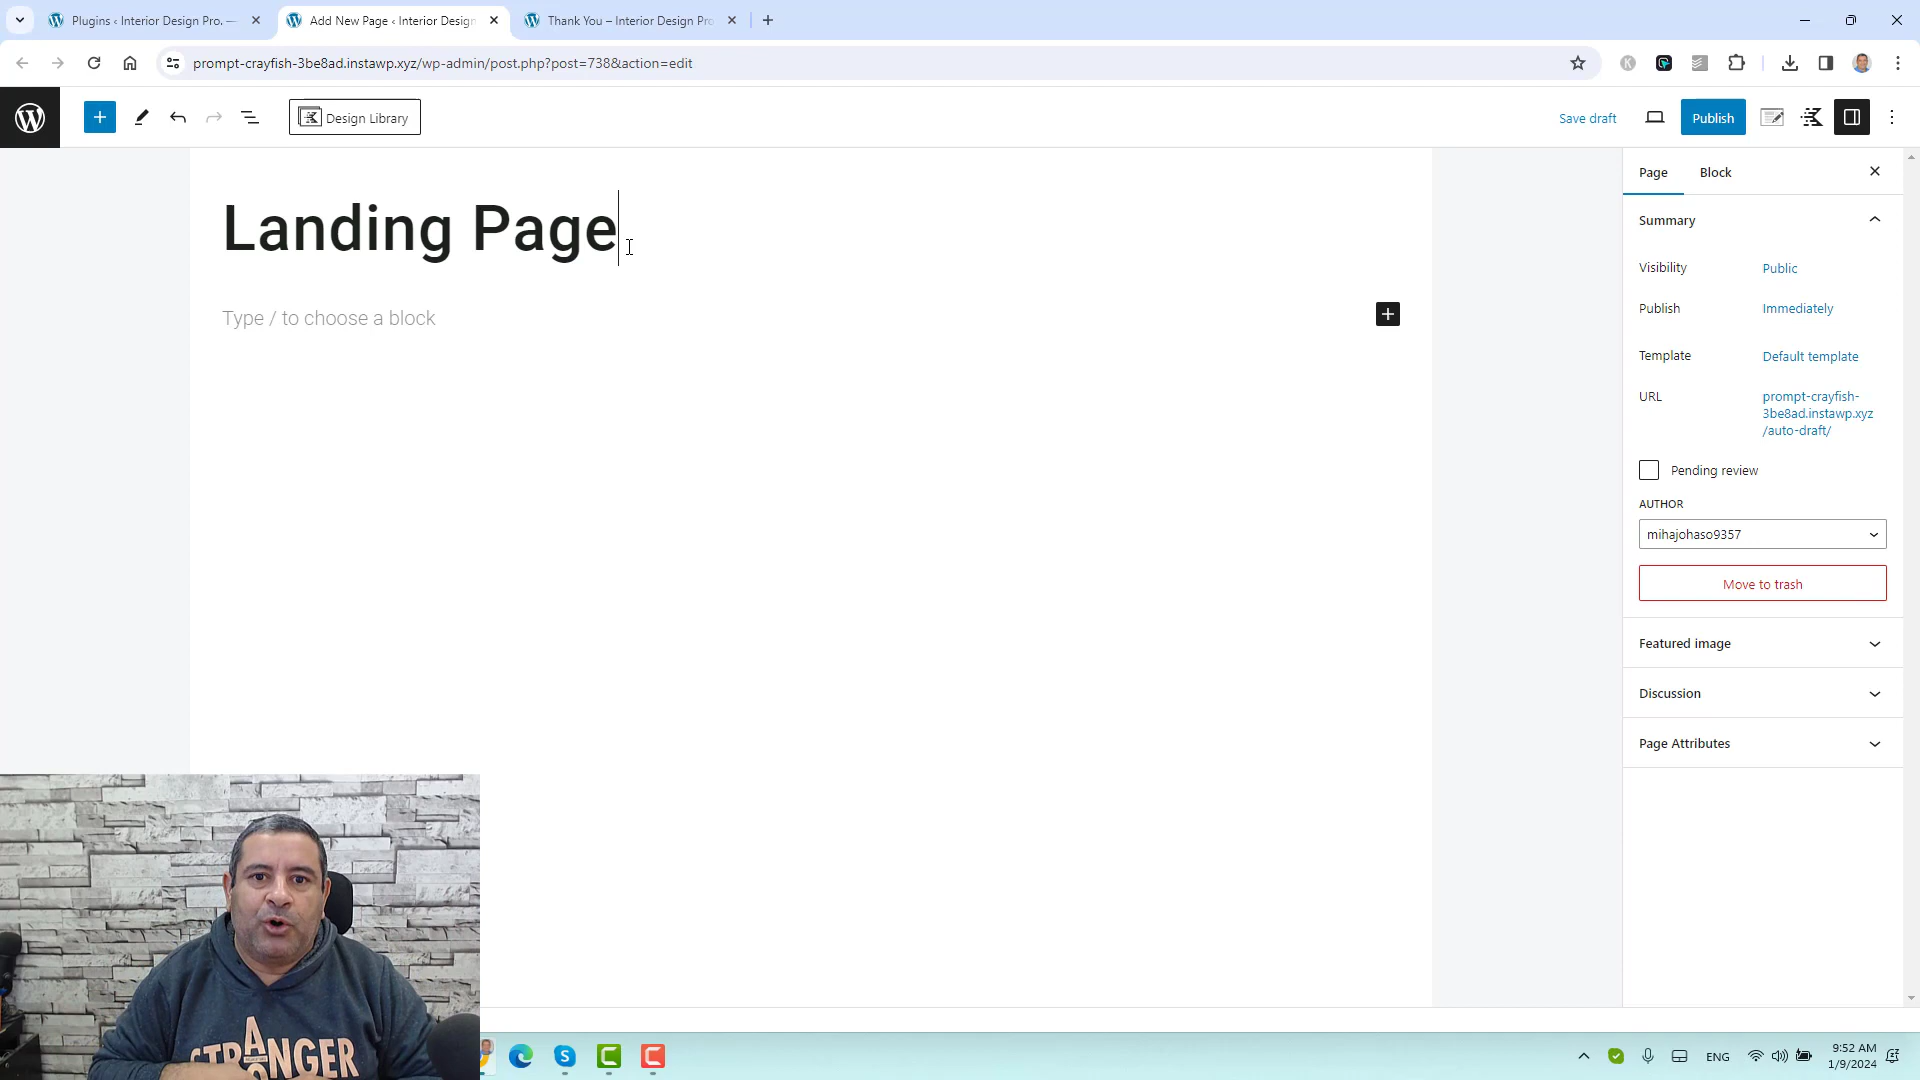 Plugins ‹ Interior Design Pro. —
Add New Page ‹ Interior Design
Thank You – Interior Design Pro
prompt-crayfish-3be8ad.instawp.xyz/wp-admin/post.php?post=738&action=edit
Design Library
Save draft
Publish
Landing Page
Type / to choose a block
Page
Block
Summary
Visibility
Public
Publish
Immediately
Template
Default template
URL
prompt-crayfish-
3be8ad.instawp.xyz
/auto-draft/
Pending review
AUTHOR
mihajohaso9357
Move to trash
Featured image
Discussion
Page Attributes
A
STRANGER
ENG
9:52 AM
1/9/2024